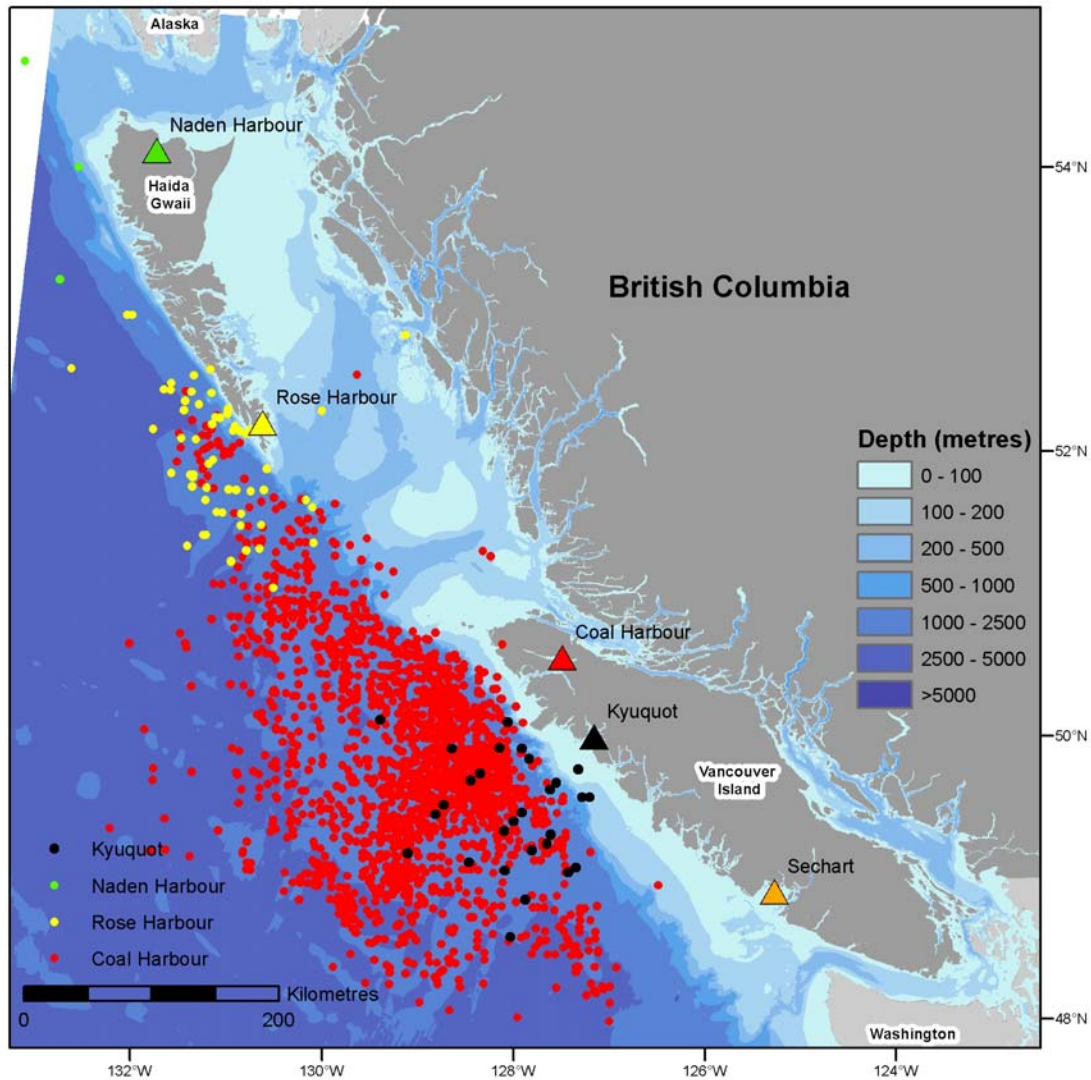 Alaska
Naden Harbour
54°N
Haida
Gwaii
British Columbia
Rose Harbour
52°N
Depth (metres)
0 - 100
100 - 200
200 - 500
500 - 1000
1000 - 2500
2500 - 5000
>5000
Coal Harbour
Kyuquot
50°N
Vancouver
Island
Sechart
Kyuquot
Naden Harbour
Rose Harbour
Coal Harbour
Kilometres
0 200
48°N
Washington
132°W 130°W 128°W 126°W 124°W